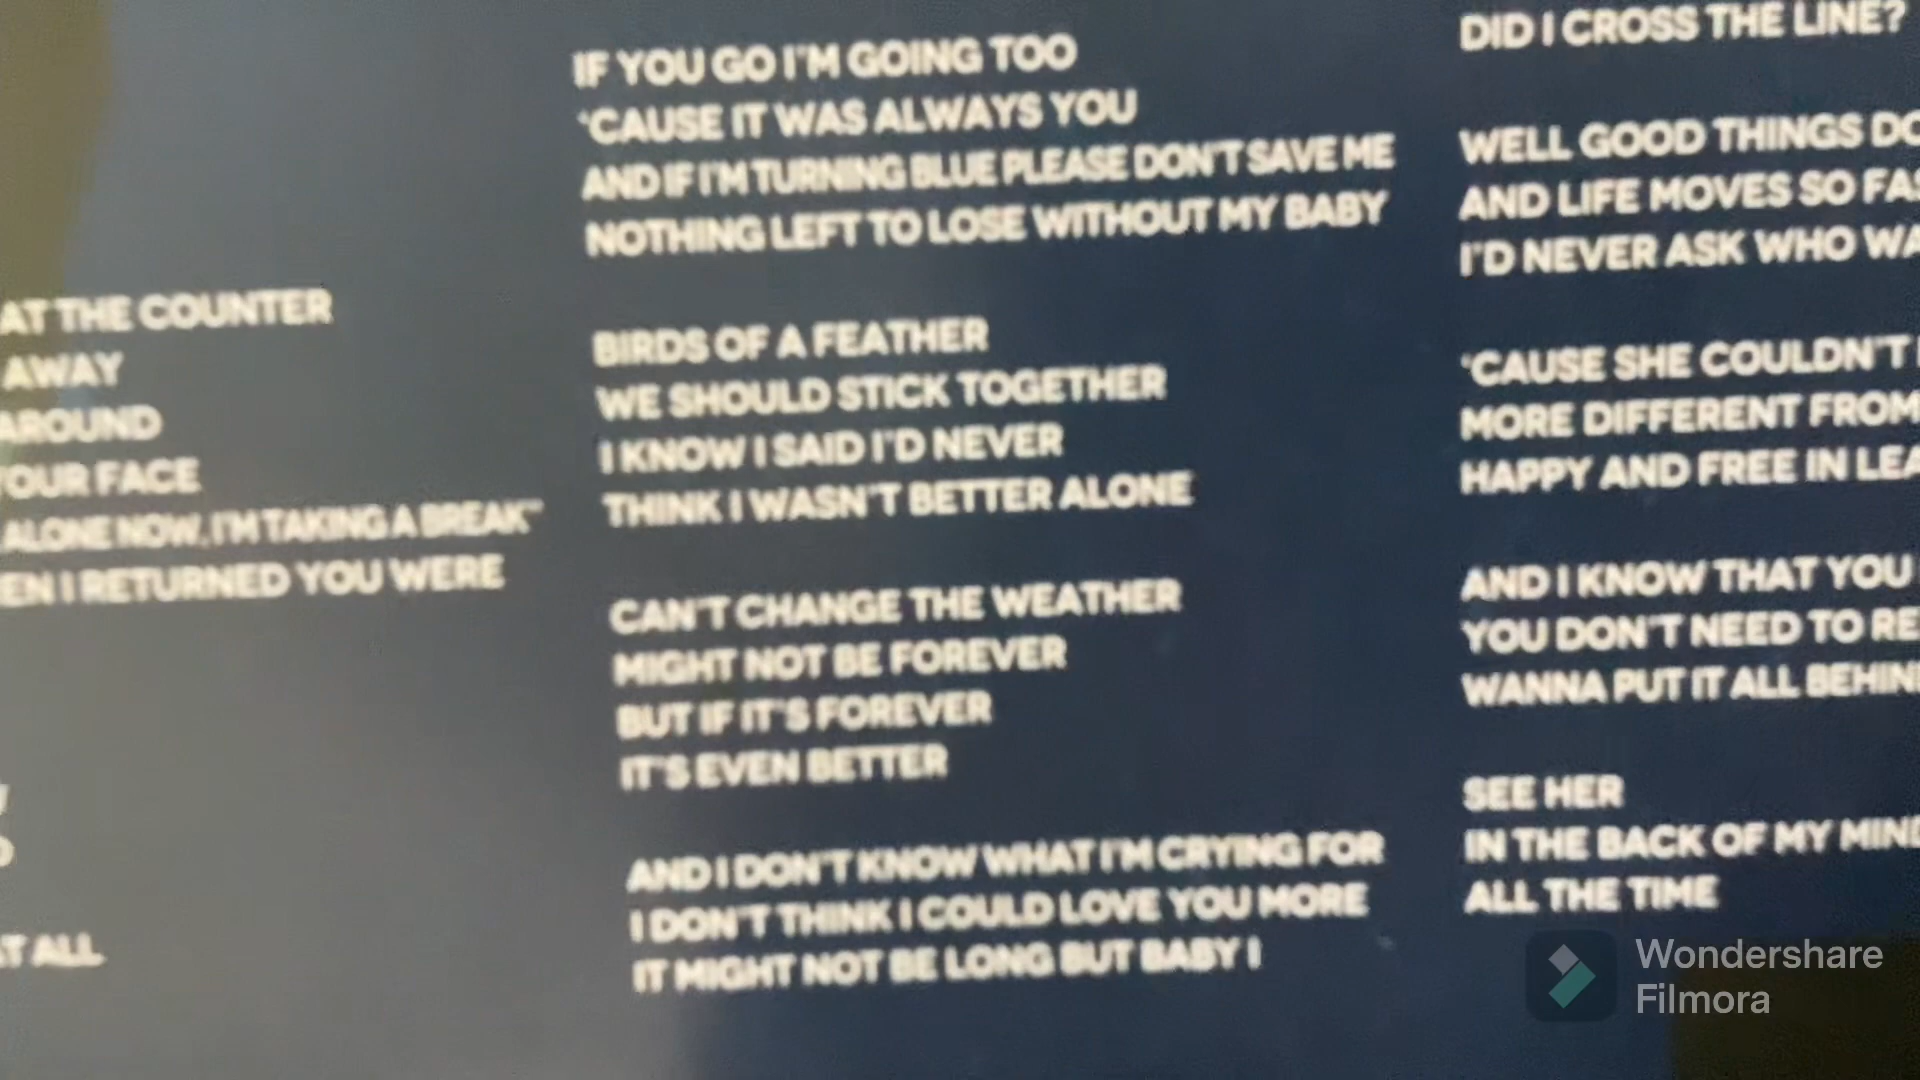 AT THE COUNTER
AWAY
AROUND
FACE
ALONE NOW, I'M TAKING A BREAK"
I RETURNED YOU WERE
ALL
IF YOU GO I'M GOING TOO
'CAUSE IT WAS ALWAYS YOU
AND IF I'M TURNING BLUE PLEASE DON'T SAVE ME
NOTHING LEFT TO LOSE WITHOUT MY BABY
BIRDS OF A FEATHER
WE SHOULD STICK TOGETHER
I KNOW I SAID I'D NEVER
THINK I WASN'T BETTER ALONE
CAN'T CHANGE THE WEATHER
MIGHT NOT BE FOREVER
BUT IF IT'S FOREVER
IT'S EVEN BETTER
AND I DON'T KNOW WHAT I'M CRYING FOR
I DON'T THINK I COULD LOVE YOU MORE
IT MIGHT NOT BE LONG BUT BABY I
DID I CROSS THE LINE?
WELL GOOD THINGS
AND LIFE MOVES SO
I'D NEVER ASK WHO
'CAUSE SHE COULDN'T
MORE DIFFERENT FROM
HAPPY AND FREE IN
AND I KNOW THAT YOU
YOU DON'T NEED TO
WANNA PUT IT ALL
SEE HER
IN THE BACK OF MY
ALL THE TIME
Wondershare
Filmora